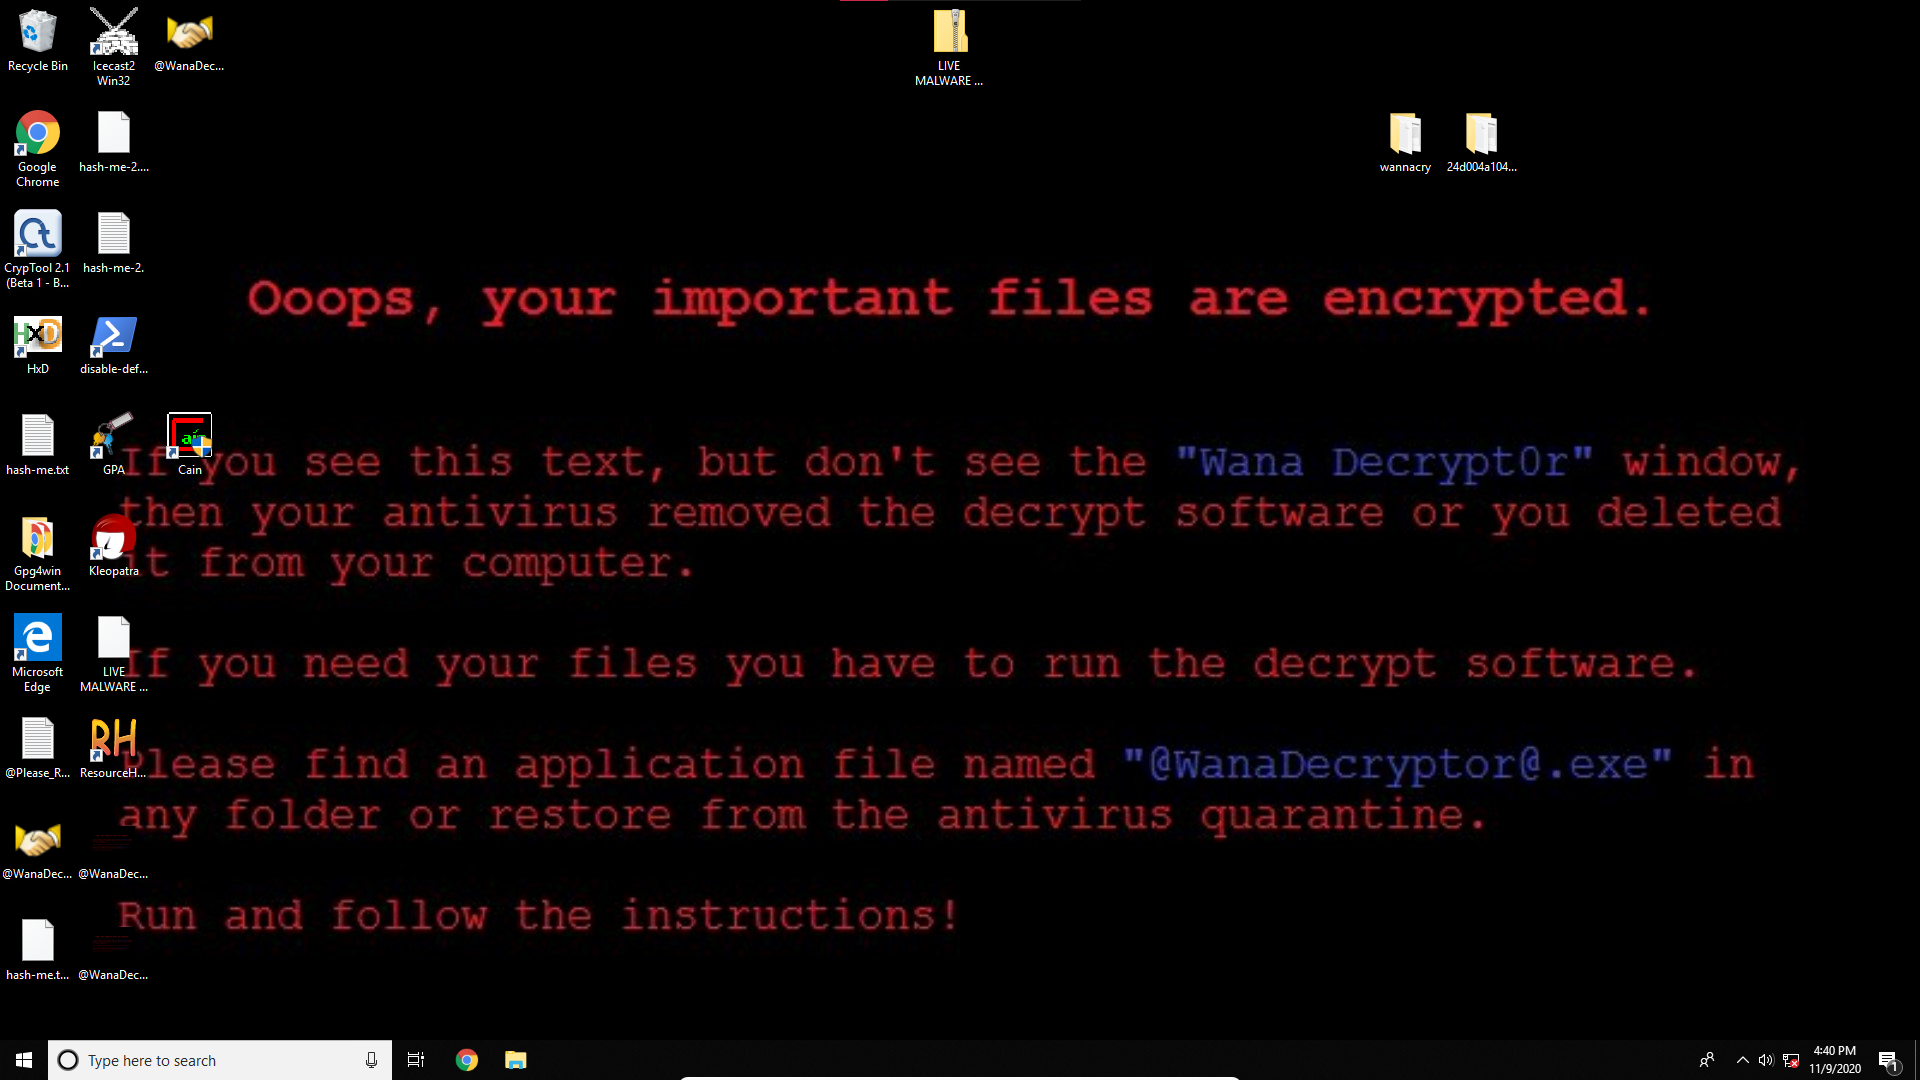 Recycle Bin
Icecast2
Win32
@WanaDec...
LIVE
MALWARE ...
Google
Chrome
hash-me-2....
wannacry
24d004a104...
CrypTool 2.1
(Beta 1 - B...
hash-me-2.
Ooops, your important files are encrypted.
HxD
disable-def...
hash-me.txt
GPA
Cain
If you see this text, but don't see the "Wana Decrypt0r" window,
then your antivirus removed the decrypt software or you deleted
it from your computer.
Gpg4win
Document...
Kleopatra
Microsoft
Edge
LIVE
MALWARE ...
If you need your files you have to run the decrypt software.
@Please_R...
ResourceH...
Please find an application file named "@WanaDecryptor@.exe" in
any folder or restore from the antivirus quarantine.
@WanaDec...
@WanaDec...
Run and follow the instructions!
hash-me.t...
@WanaDec...
Type here to search
4:40 PM
11/9/2020
1